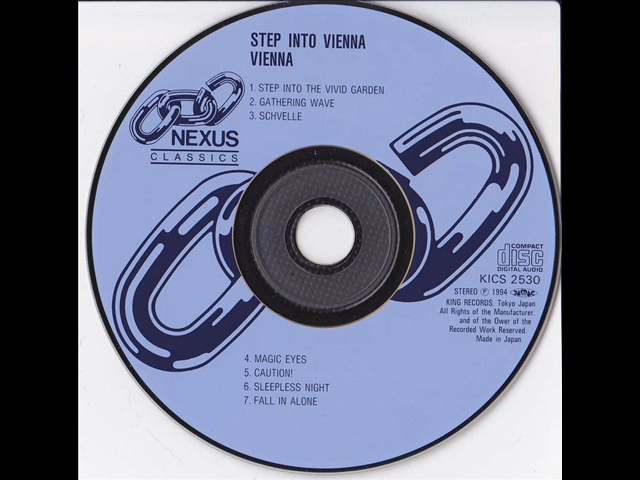 STEP INTO VIENNA
VIENNA
1. STEP INTO THE VIVID GARDEN
2. GATHERING WAVE
3. SCHVELLE
NEXUS
CLASSICS
COMPACT
disc
DIGITAL AUDIO
KICS 2530
STEREO Ⓟ 1994
KING RECORDS. Tokyo Japan
All Rights of the Manufacturer.
and of the Ower of the
Recorded Work Reserved.
Made in Japan.
4. MAGIC EYES
5. CAUTION!
6. SLEEPLESS NIGHT
7. FALL IN ALONE